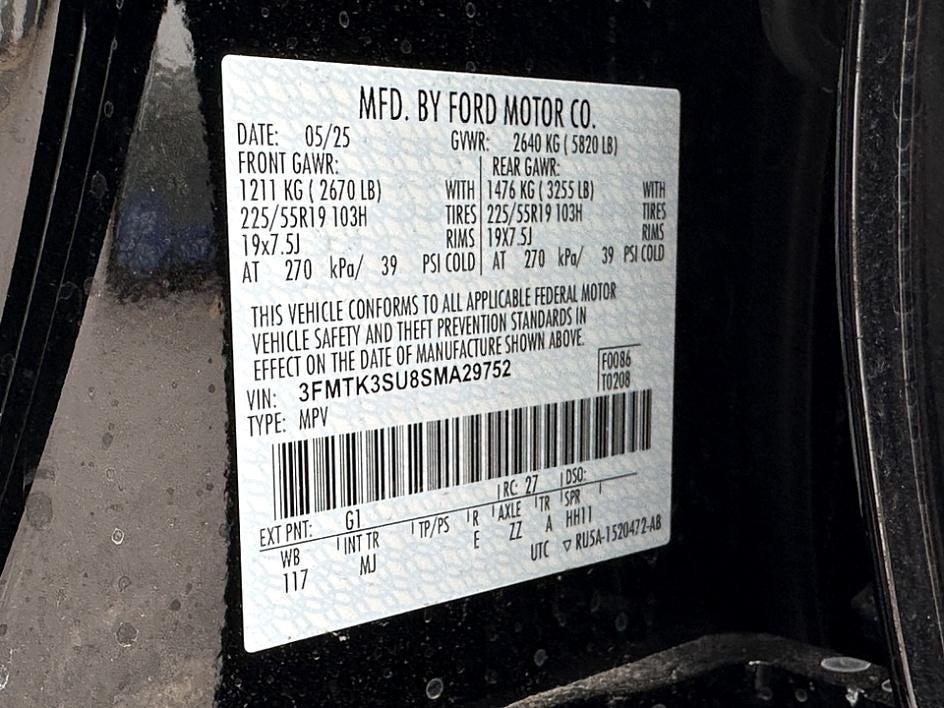 MFD. BY FORD MOTOR CO.
DATE: 05/25 GVWR: 2640 KG ( 5820 LB)
FRONT GAWR: REAR GAWR:
1211 KG ( 2670 LB) WITH 1476 KG ( 3255 LB) WITH
225/55R19 103H TIRES 225/55R19 103H TIRES
19x7.5J RIMS 19X7.5J RIMS
AT 270 kPa/ 39 PSI COLD AT 270 kPa/ 39 PSI COLD
THIS VEHICLE CONFORMS TO ALL APPLICABLE FEDERAL MOTOR
VEHICLE SAFETY AND THEFT PREVENTION STANDARDS IN
EFFECT ON THE DATE OF MANUFACTURE SHOWN ABOVE.
VIN: 3FMTK3SU8SMA29752 F0086
TYPE: MPV T0208
EXT PNT: G1 RC: 27 DSO:
WB INT TR TP/PS R AXLE TR SPR
117 MJ E ZZ A HH11
UTC ▽ RU5A-1520472-AB